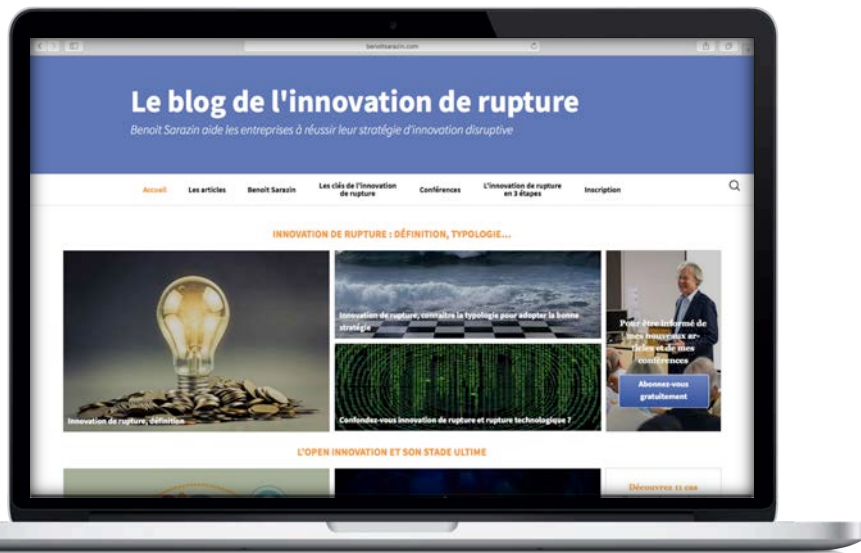 benoitsarazin.com
Le blog de l'innovation de rupture
Benoit Sarazin aide les entreprises à réussir leur stratégie d'innovation disruptive
Accueil
Les articles
Benoît Sarazin
Les clés de l'innovation
de rupture
Conférences
L'innovation de rupture
en 3 étapes
Inscription
INNOVATION DE RUPTURE : DÉFINITION, TYPOLOGIE...
Innovation de rupture, définition
Innovation de rupture, connaître la typologie pour adopter la bonne
stratégie
Confondez-vous innovation de rupture et rupture technologique ?
Pour être informé de
mes nouveaux ar-
ticles et de mes
conférences
Abonnez-vous
gratuitement
L'OPEN INNOVATION ET SON STADE ULTIME
Découvrez 11 cas